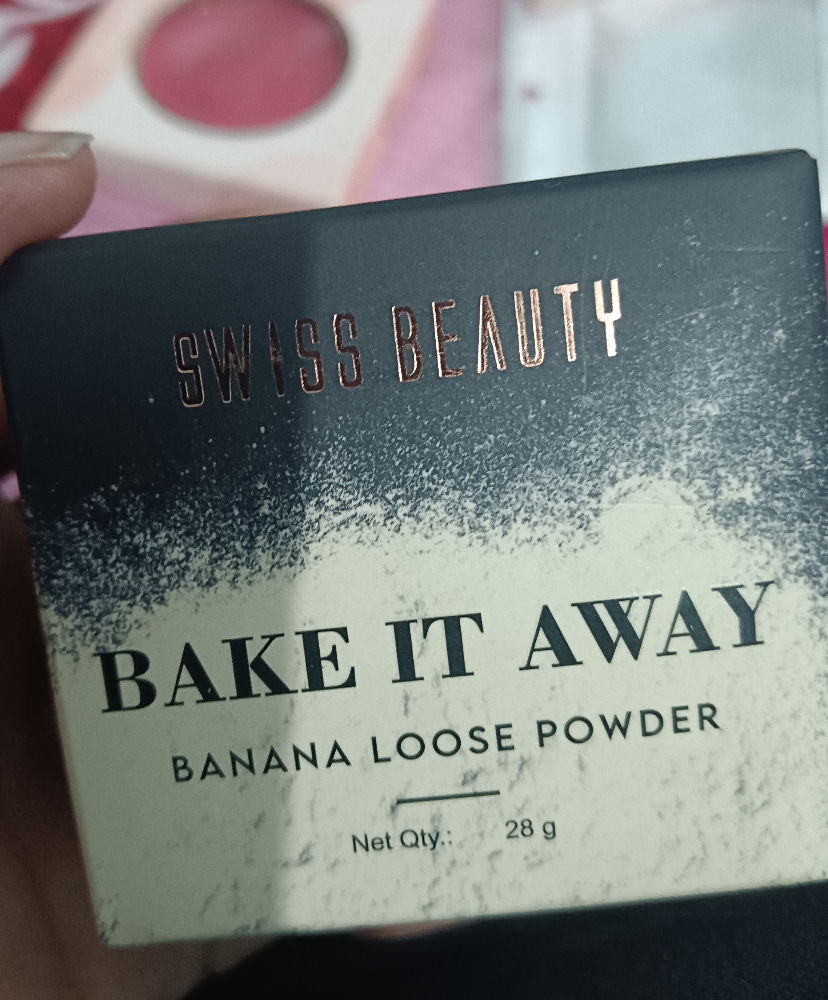 SWISS BEAUTY
BAKE IT AWAY
BANANA LOOSE POWDER
Net Qty.: 28 g